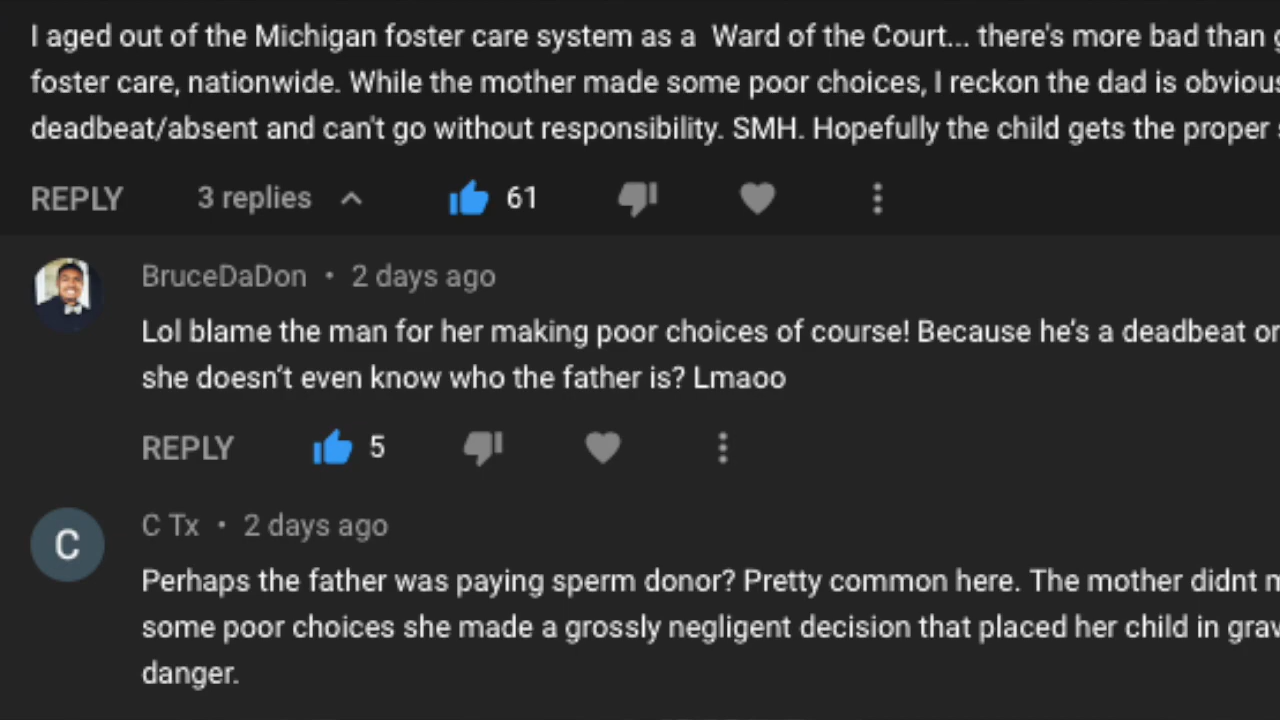 I aged out of the Michigan foster care system as a Ward of the Court... there's more bad than
foster care, nationwide. While the mother made some poor choices, I reckon the dad is
deadbeat/absent and can't go without responsibility. SMH. Hopefully the child gets the proper
REPLY 3 replies 61
BruceDaDon • 2 days ago
Lol blame the man for her making poor choices of course! Because he's a deadbeat or
she doesn't even know who the father is? Lmaoo
REPLY 5
C
C Tx • 2 days ago
Perhaps the father was paying sperm donor? Pretty common here. The mother didnt
some poor choices she made a grossly negligent decision that placed her child in
danger.